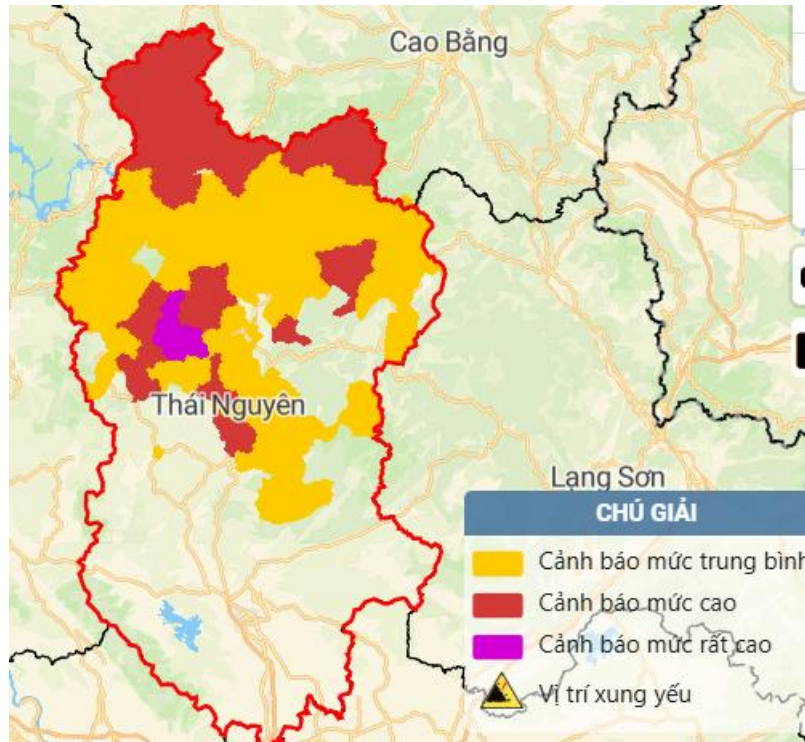 Cao Bằng
Thái Nguyên
Lạng Sơn
CHÚ GIẢI
Cảnh báo mức trung bình
Cảnh báo mức cao
Cảnh báo mức rất cao
Vị trí xung yếu